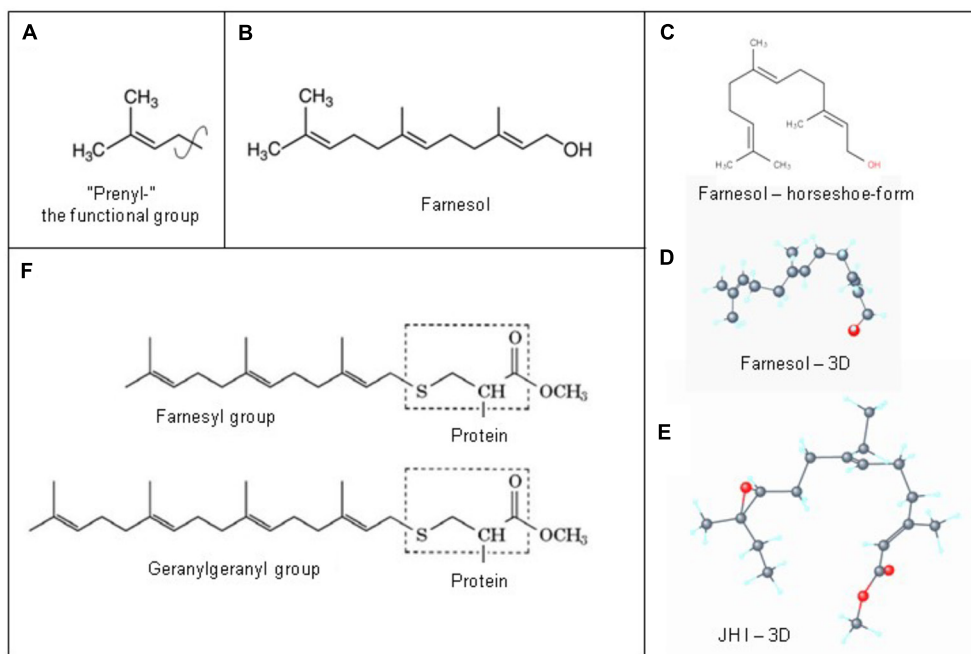 A
CH₃
H₃C
"Prenyl-"
the functional group
B
CH₃
H₃C
OH
Farnesol
C
CH₃
H₃C
H₃C
CH₃
OH
Farnesol – horseshoe-form
D
Farnesol – 3D
E
JH I – 3D
F
O
S
CH
OCH₃
Farnesyl group
Protein
O
S
CH
OCH₃
Geranylgeranyl group
Protein